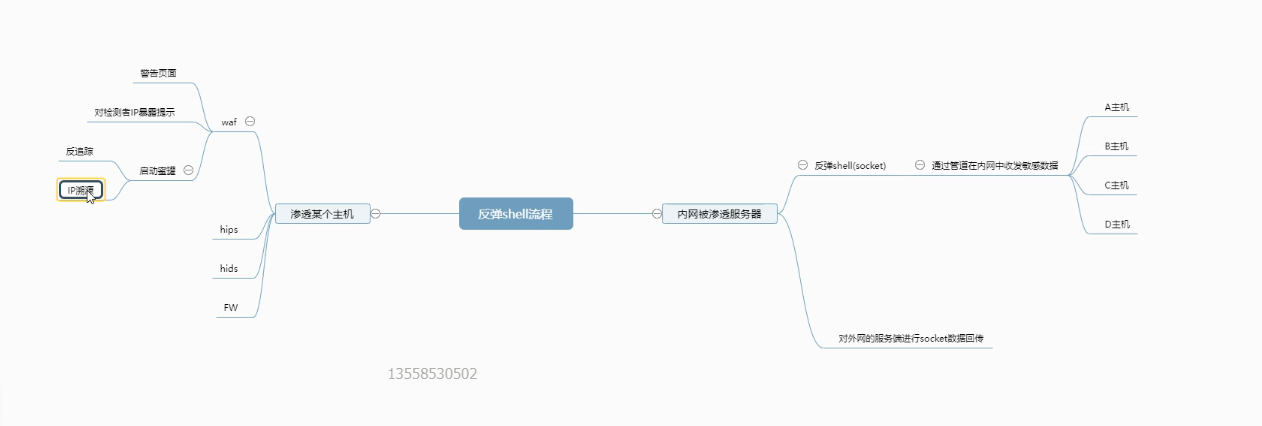 警告页面
对检测者IP暴露提示
waf
反追踪
启动蜜罐
IP溯源
渗透某个主机
hips
hids
FW
反弹shell流程
内网被渗透服务器
反弹shell(socket)
通过管道在内网中收发敏感数据
A主机
B主机
C主机
D主机
对外网的服务端进行socket数据回传
13558530502